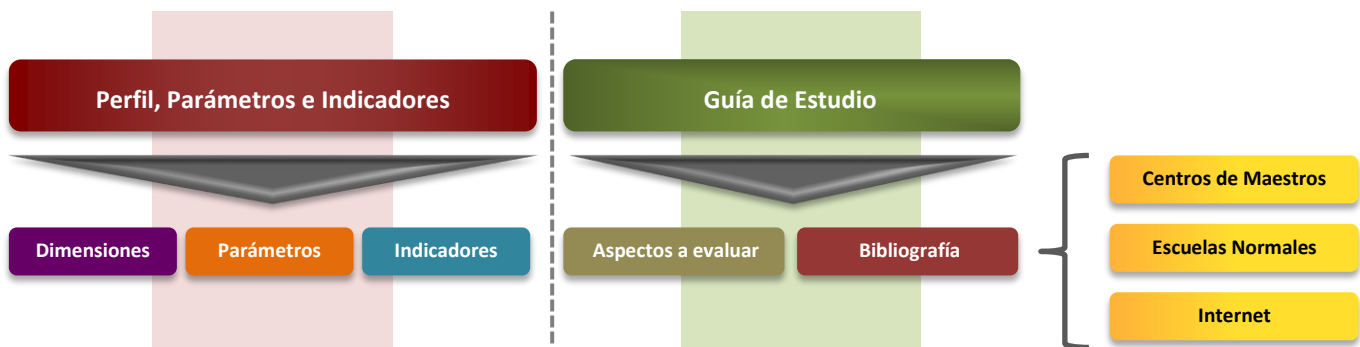 Perfil, Parámetros e Indicadores
Guía de Estudio
Dimensiones
Parámetros
Indicadores
Aspectos a evaluar
Bibliografía
Centros de Maestros
Escuelas Normales
Internet